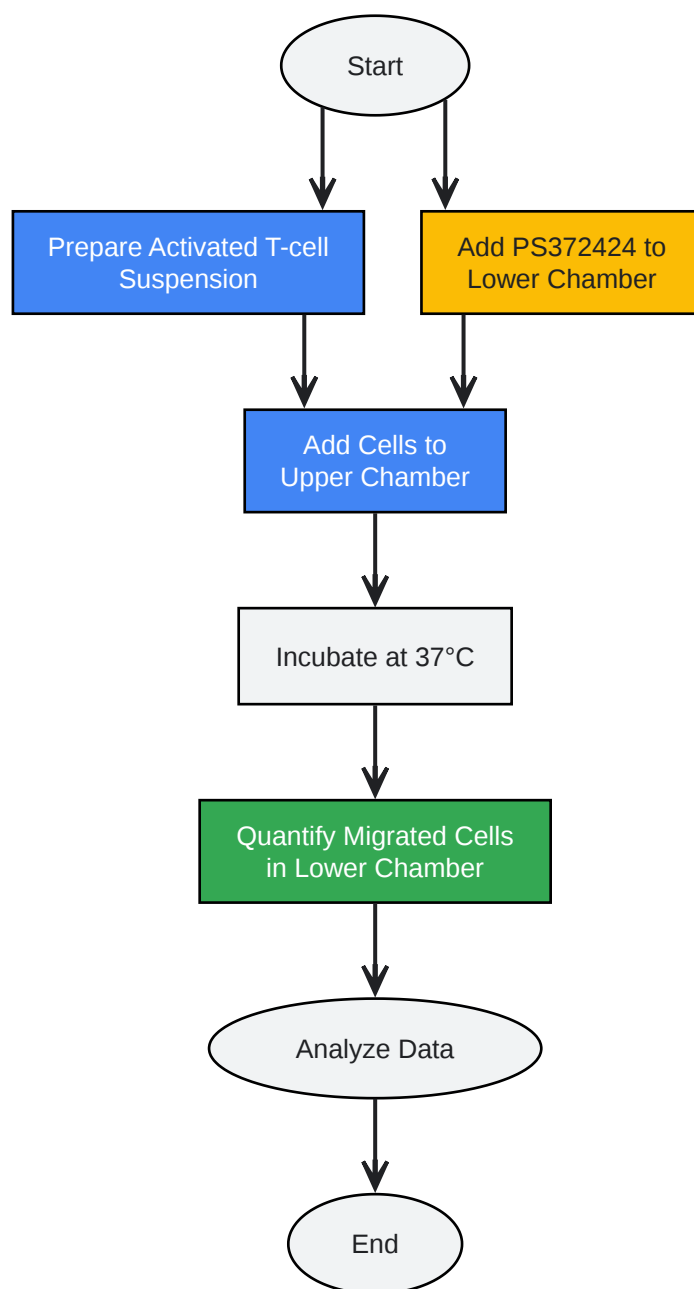 Start
Prepare Activated T-cell
Suspension
Add PS372424 to
Lower Chamber
Add Cells to
Upper Chamber
Incubate at 37°C
Quantify Migrated Cells
in Lower Chamber
Analyze Data
End